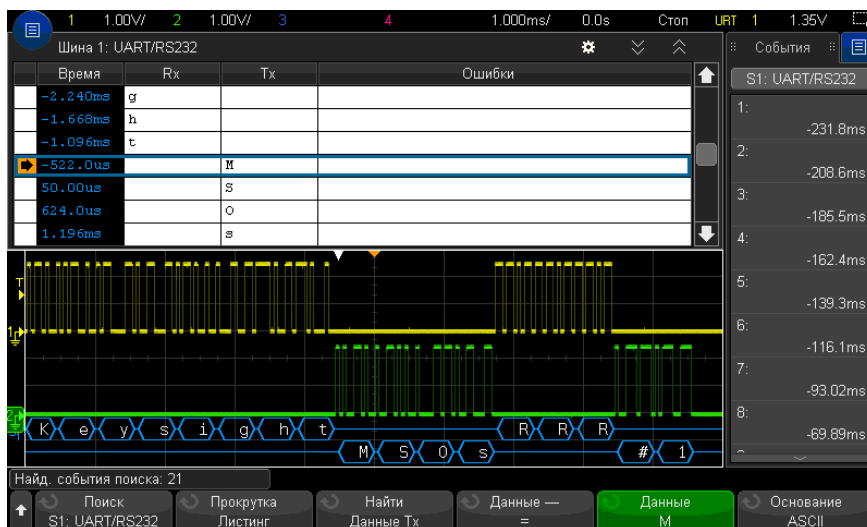 1 1.00V/ 2 1.00V/ 3 4 1.000ms/ 0.0s Стоп URT 1 1.35V
Шина 1: UART/RS232
События
Время Rx Tx Ошибки
S1: UART/RS232
-2.240ms g
-1.668ms h
-1.096ms t
-522.0us M
50.00us S
624.0us O
1.196ms s
1:
-231.8ms
2:
-208.6ms
3:
-185.5ms
4:
-162.4ms
5:
-139.3ms
6:
-116.1ms
7:
-93.02ms
8:
-69.89ms
T
1
2
K e y s i g h t R R R
M S O s # 1
Найд. события поиска: 21
Поиск
S1: UART/RS232
Прокрутка
Листинг
Найти
Данные Tx
Данные —
=
Данные
M
Основание
ASCII